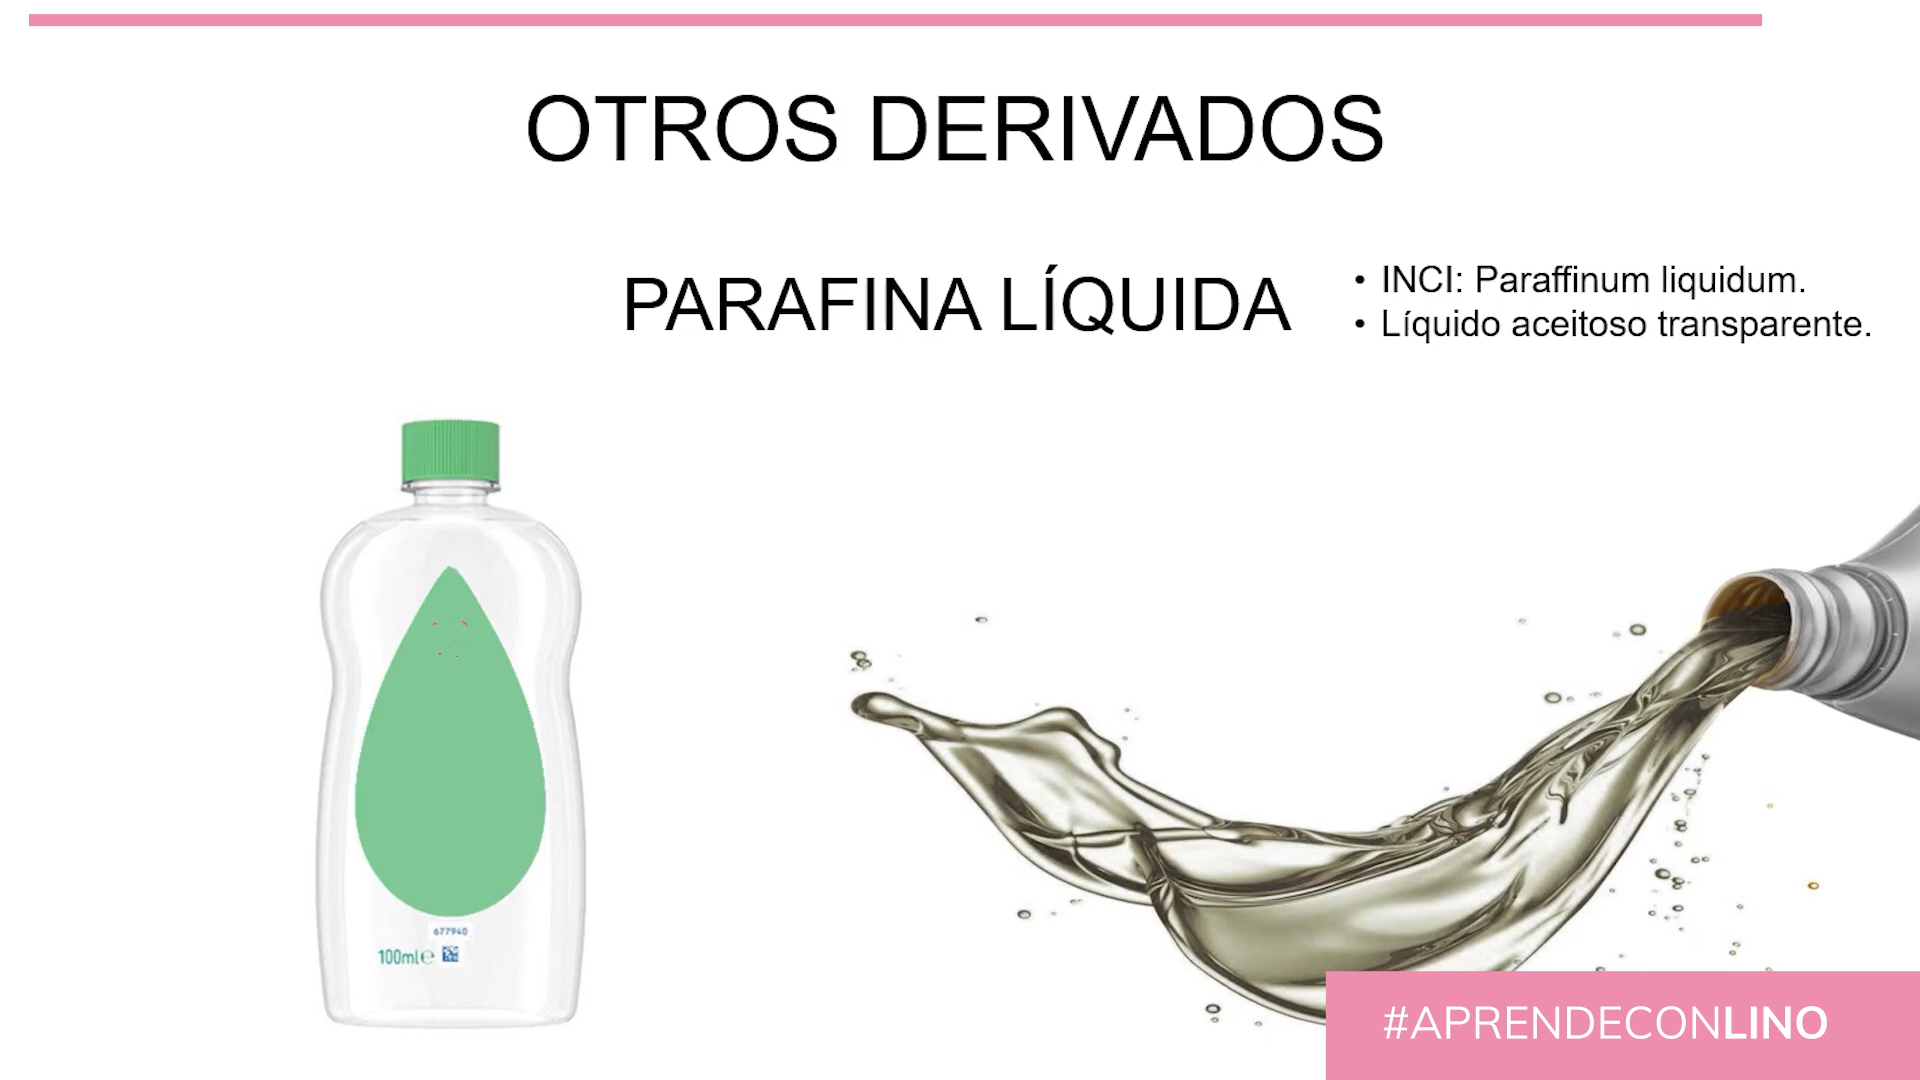 OTROS DERIVADOS
PARAFINA LÍQUIDA
• INCI: Paraffinum liquidum.
• Líquido aceitoso transparente.
677940
100ml℮
#APRENDECONLINO